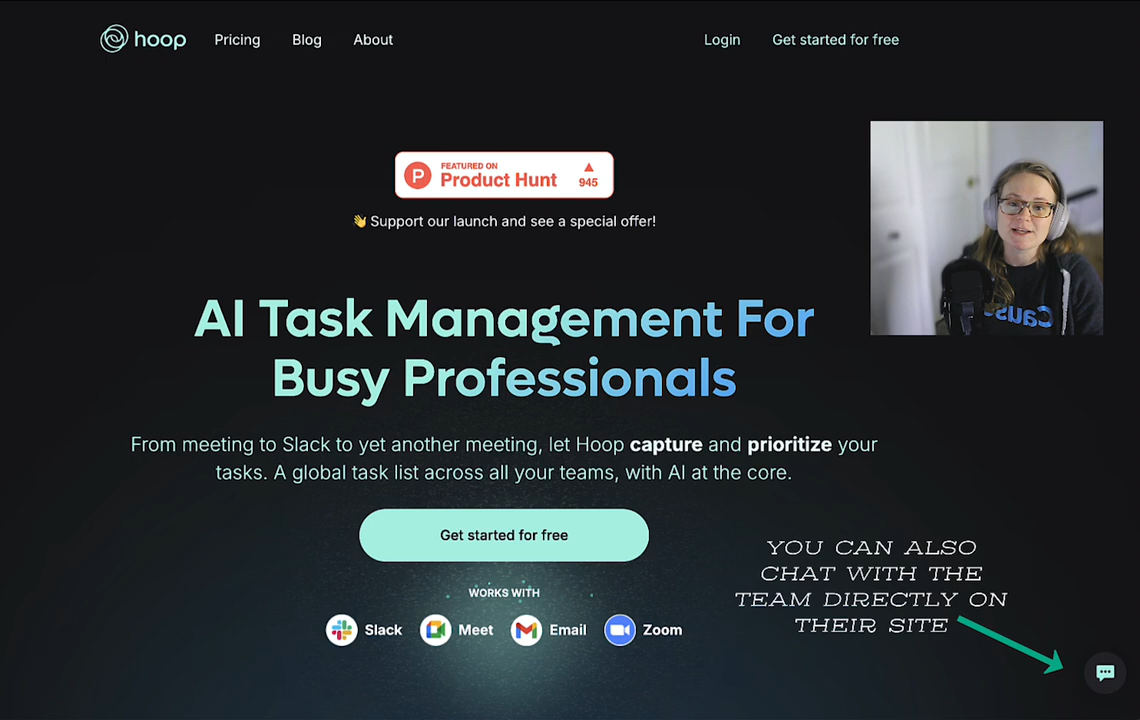 hoop Pricing Blog About Login Get started for free
FEATURED ON
Product Hunt
945
👋 Support our launch and see a special offer!
AI Task Management For
Busy Professionals
From meeting to Slack to yet another meeting, let Hoop capture and prioritize your
tasks. A global task list across all your teams, with AI at the core.
Get started for free
WORKS WITH
Slack Meet Email Zoom
YOU CAN ALSO
CHAT WITH THE
TEAM DIRECTLY ON
THEIR SITE